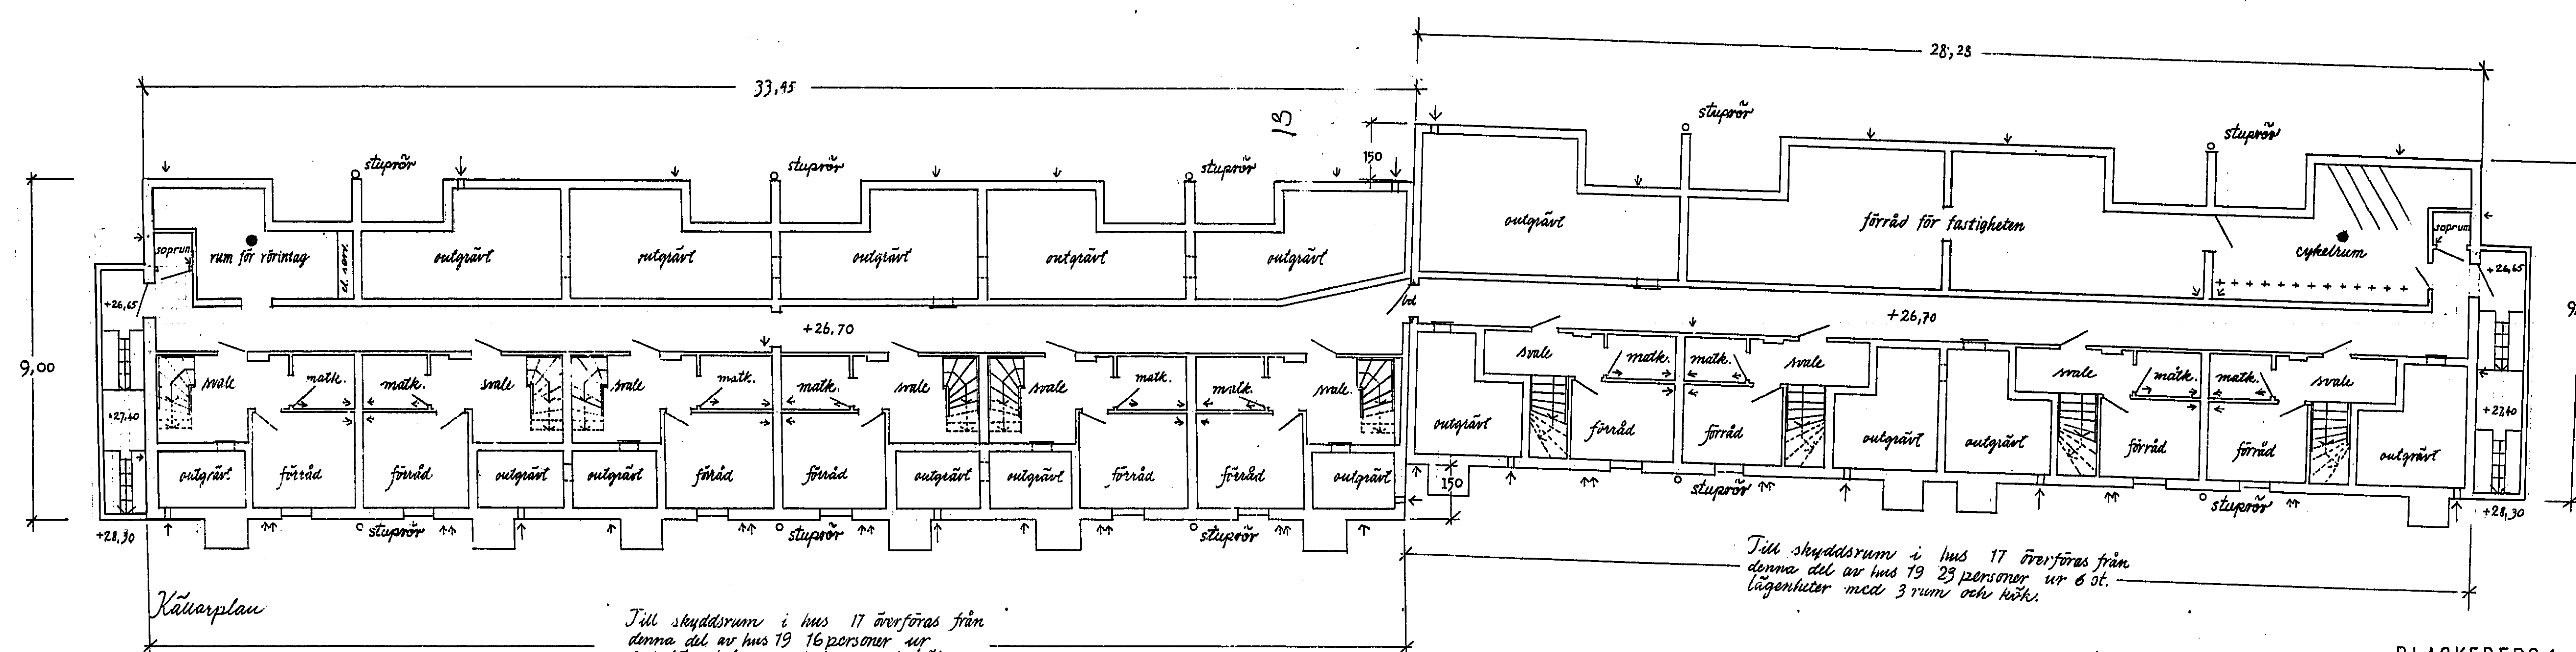 28,28
33,45
13
150
stuprör
stuprör
stuprör
stuprör
stuprör
soprum
rum för rörintag
outgrävt
outgrävt
outgrävt
outgrävt
outgrävt
outgrävt
förråd för fastigheten
cykelrum
soprum
+26,65
+26,65
+26,70
bd
+26,70
9,00
svale
matk.
matk.
svale
svale
matk.
matk.
svale
svale
matk.
matk.
svale.
svale
matk.
matk.
svale
svale
matk.
matk.
svale
+27,40
+27,40
outgrävt
förråd
förråd
outgrävt
outgrävt
förråd
förråd
outgrävt
outgrävt
förråd
förråd
outgrävt
outgrävt
förråd
förråd
outgrävt
outgrävt
förråd
förråd
outgrävt
150
+28,30
stuprör
stuprör
stuprör
stuprör
stuprör
+28,30
Källarplan
Till skyddsrum i hus 17 överföras från
denna del av hus 19 16 personer ur
Till skyddsrum i hus 17 överföras från
denna del av hus 19 23 personer ur 6 st.
lägenheter med 3 rum och kök.